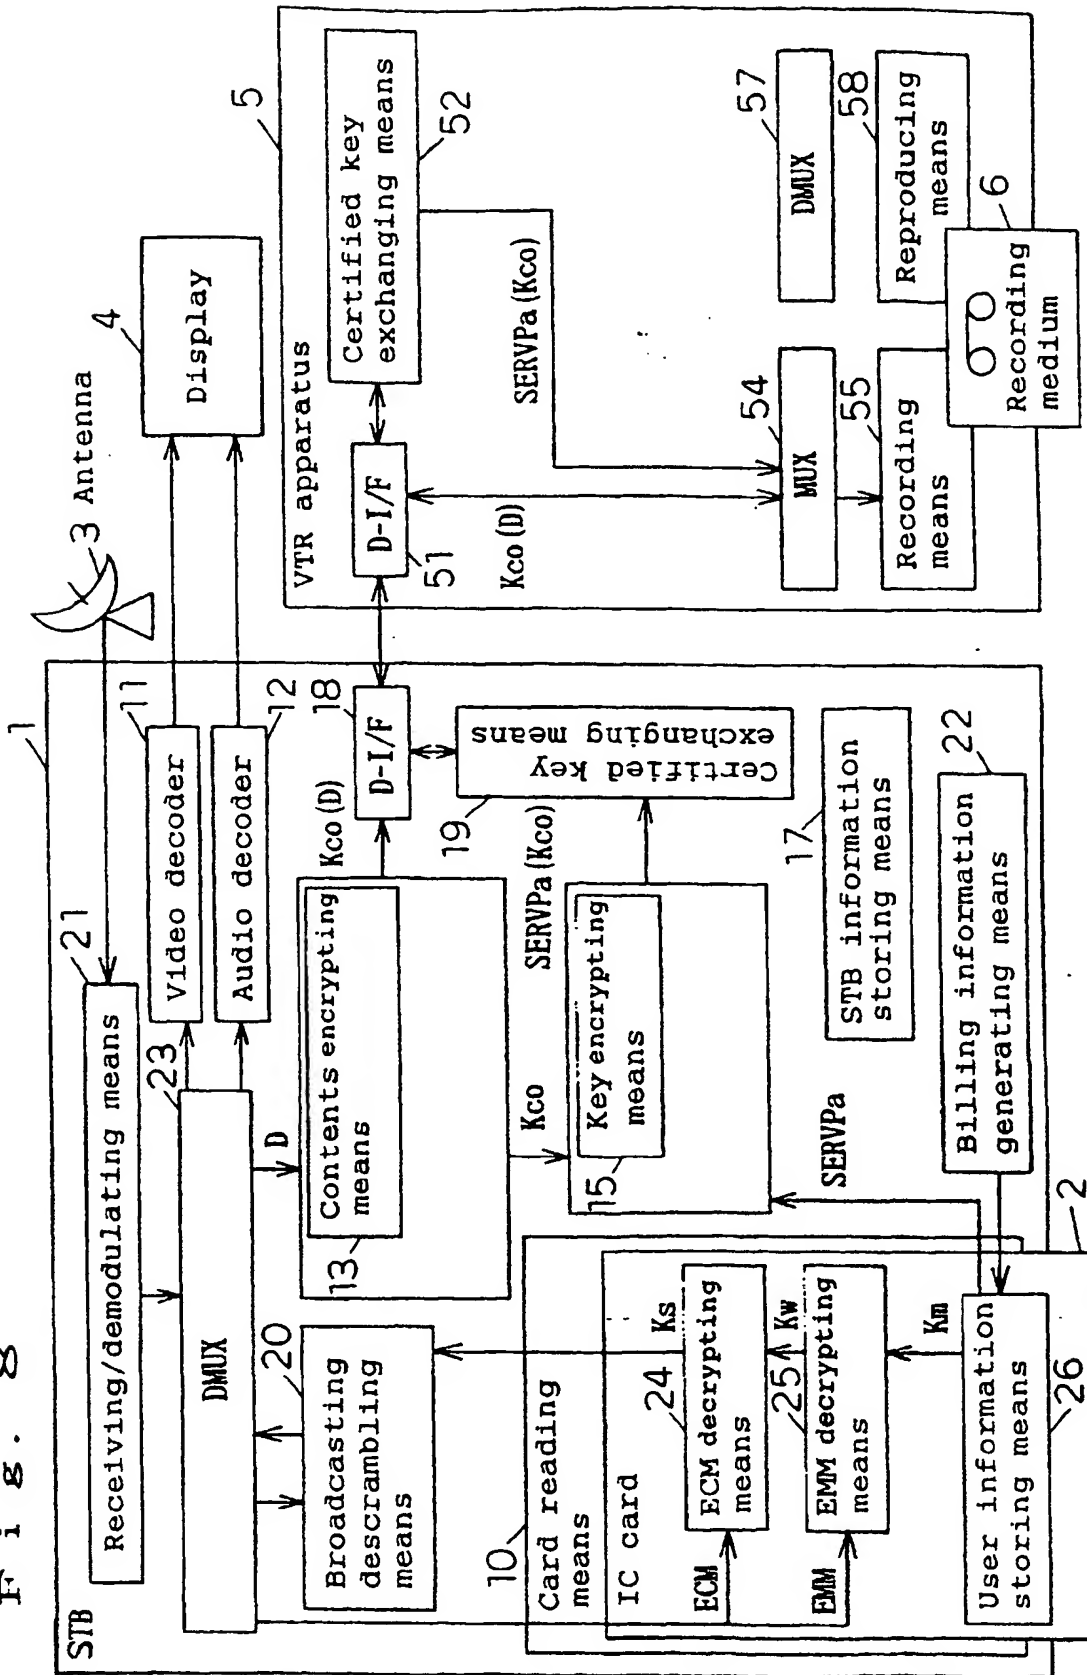 Fig. 8
STB
1
Receiving/demodulating means
21
DMUX
23
Video decoder
11
Audio decoder
12
3 Antenna
4
Display
D
Contents encrypting
means
13
Kco(D)
D-I/F
18
Certified key
exchanging means
19
Kco
SERVPa(Kco)
Key encrypting
means
15
STB information
storing means
17
Billing information
generating means
22
SERVPa
Broadcasting
descrambling
means
20
Card reading
means
10
IC card
2
ECM
ECM decrypting
means
24
Ks
EMM
EMM decrypting
means
25
Kw
Km
User information
storing means
26
VTR apparatus
5
D-I/F
51
Certified key
exchanging means
52
SERVPa(Kco)
Kco(D)
MUX
54
Recording
means
55
DMUX
57
Reproducing
means
58
Recording
medium
6